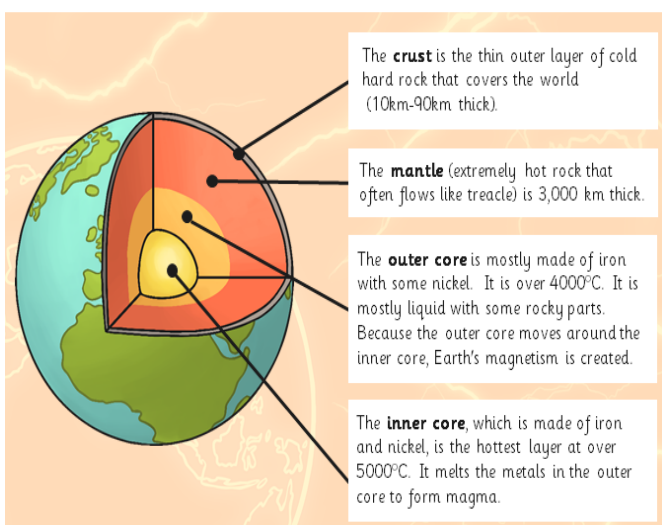 The crust is the thin outer layer of cold
hard rock that covers the world
(10km-90km thick).
The mantle (extremely hot rock that
often flows like treacle) is 3,000 km thick.
The outer core is mostly made of iron
with some nickel. It is over 4000°C. It is
mostly liquid with some rocky parts.
Because the outer core moves around the
inner core, Earth's magnetism is created.
The inner core, which is made of iron
and nickel, is the hottest layer at over
5000°C. It melts the metals in the outer
core to form magma.